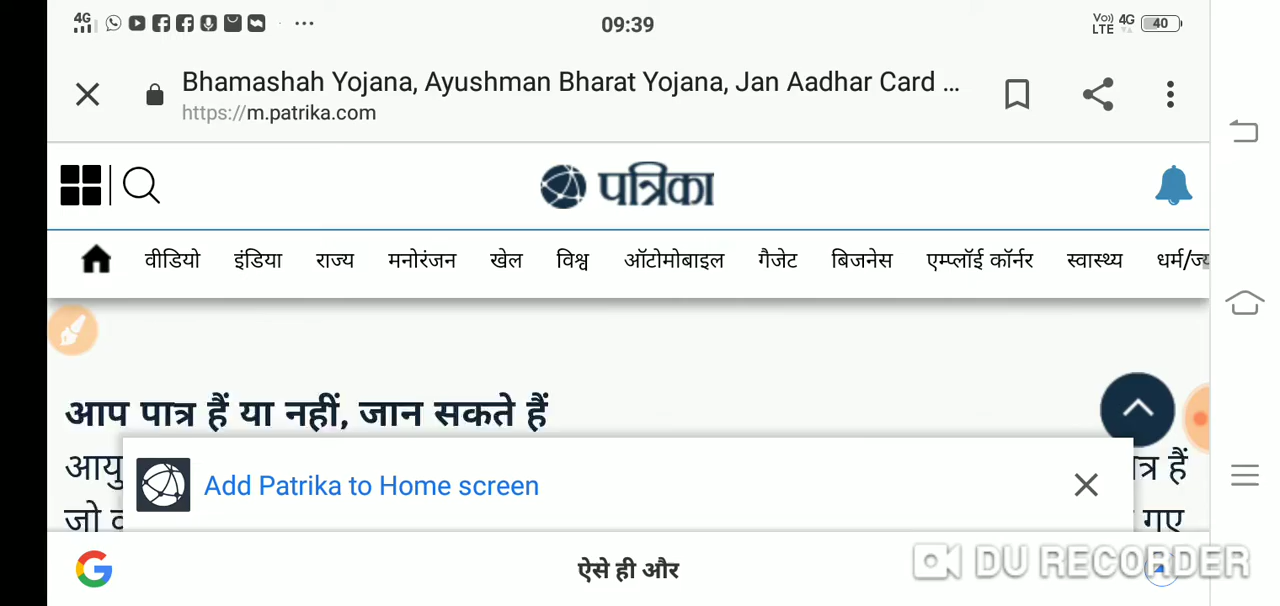 4G
09:39
Vo) 4G
LTE
40
Bhamashah Yojana, Ayushman Bharat Yojana, Jan Aadhar Card ...
https://m.patrika.com
पत्रिका
वीडियो इंडिया राज्य मनोरंजन खेल विश्व ऑटोमोबाइल गैजेट बिजनेस एम्प्लॉई कॉर्नर स्वास्थ्य
आप पात्र हैं या नहीं, जान सकते हैं
हैं
Add Patrika to Home screen
जो गए
ऐसे ही और
DU RECORDER